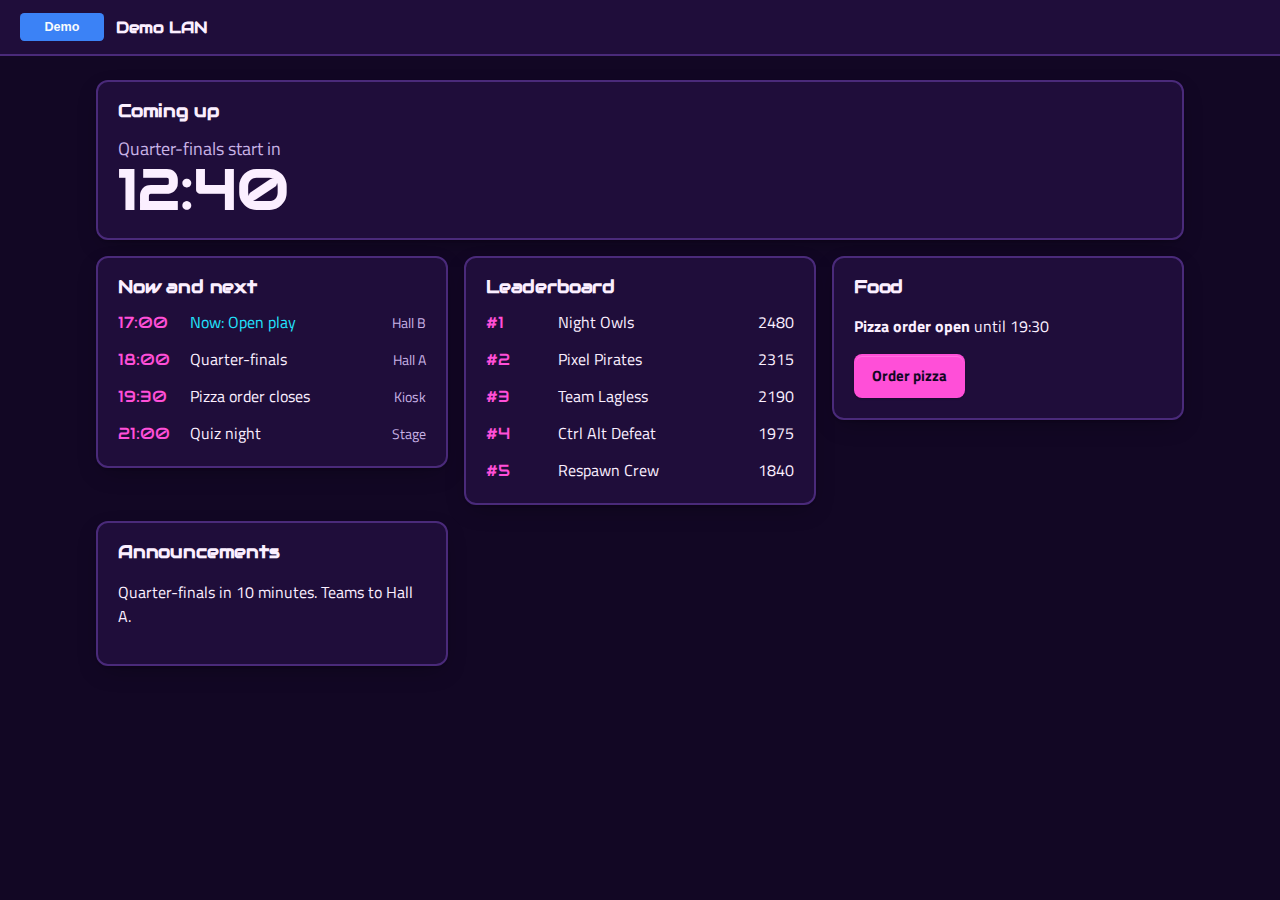 Demo Demo LAN
Coming up
Quarter-finals start in
12:40
Now and next
17:00 Now: Open play Hall B
18:00 Quarter-finals Hall A
19:30 Pizza order closes Kiosk
21:00 Quiz night Stage
Leaderboard
#1 Night Owls 2480
#2 Pixel Pirates 2315
#3 Team Lagless 2190
#4 Ctrl Alt Defeat 1975
#5 Respawn Crew 1840
Food
Pizza order open until 19:30
Order pizza
Announcements
Quarter-finals in 10 minutes. Teams to Hall
A.